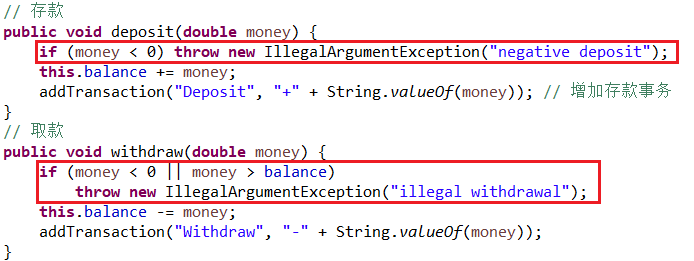 // 存款
public void deposit(double money) {
if (money < 0) throw new IllegalArgumentException("negative deposit");
this.balance += money;
addTransaction("Deposit", "+" + String.valueOf(money)); // 增加存款事务
}
// 取款
public void withdraw(double money) {
if (money < 0 || money > balance)
throw new IllegalArgumentException("illegal withdrawal");
this.balance -= money;
addTransaction("Withdraw", "-" + String.valueOf(money));
}